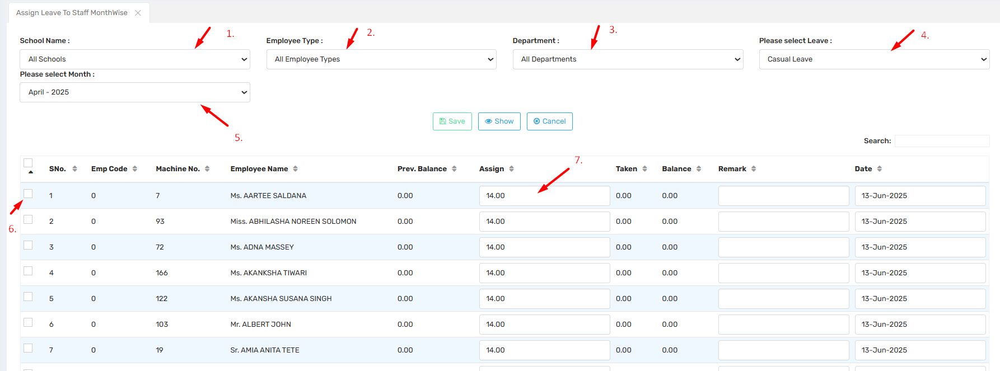 Assign Leave To Staff MonthWise
1. 2. 3. 4.
School Name : Employee Type : Department : Please select Leave :
All Schools All Employee Types All Departments Casual Leave
Please select Month :
April - 2025
5.
Save Show Cancel
Search:
7.
SNo. Emp Code Machine No. Employee Name Prev. Balance Assign Taken Balance Remark Date
1 0 7 Ms. AARTEE SALDANA 0.00 14.00 0.00 0.00 13-Jun-2025
6.
2 0 93 Miss. ABHILASHA NOREEN SOLOMON 0.00 14.00 0.00 0.00 13-Jun-2025
3 0 72 Ms. ADNA MASSEY 0.00 14.00 0.00 0.00 13-Jun-2025
4 0 166 Ms. AKANKSHA TIWARI 0.00 14.00 0.00 0.00 13-Jun-2025
5 0 122 Ms. AKANSHA SUSANA SINGH 0.00 14.00 0.00 0.00 13-Jun-2025
6 0 103 Mr. ALBERT JOHN 0.00 14.00 0.00 0.00 13-Jun-2025
7 0 19 Sr. AMIA ANITA TETE 0.00 14.00 0.00 0.00 13-Jun-2025